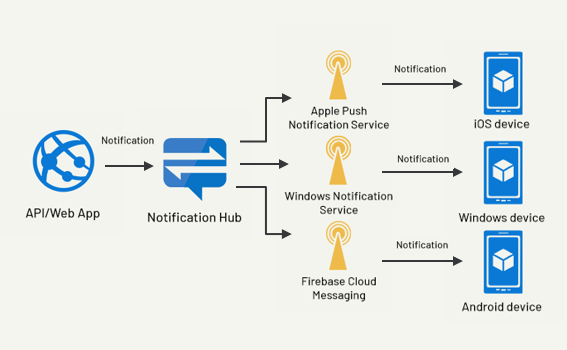 Notification
API/Web App
Notification Hub
Apple Push
Notification Service
Windows Notification
Service
Firebase Cloud
Messaging
Notification
iOS device
Notification
Windows device
Notification
Android device